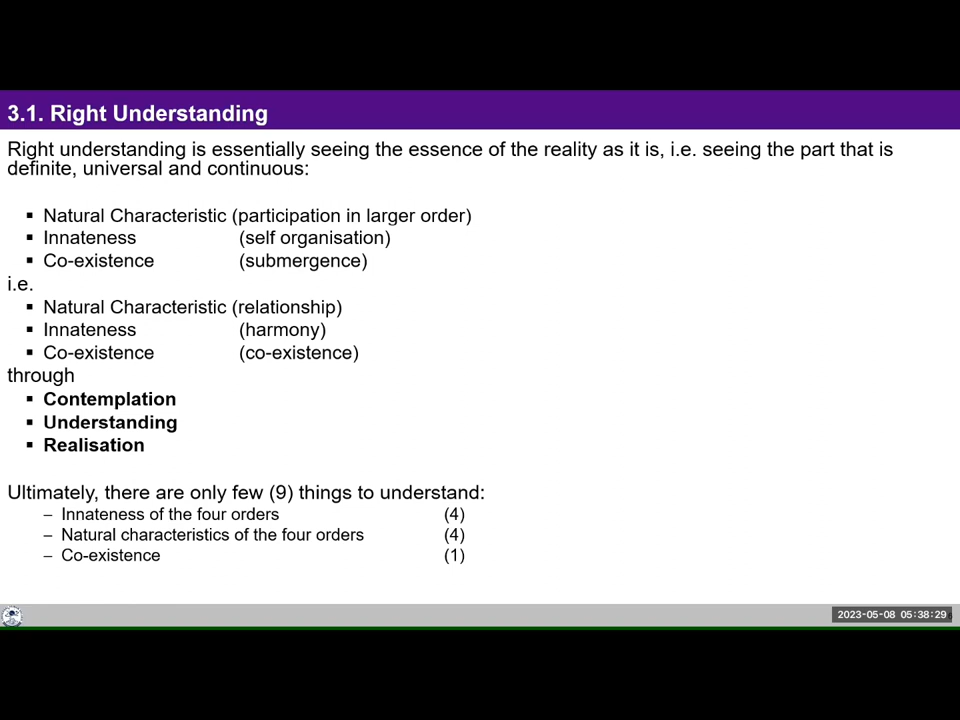 3.1. Right Understanding
Right understanding is essentially seeing the essence of the reality as it is, i.e. seeing the part that is
definite, universal and continuous:
▪ Natural Characteristic (participation in larger order)
▪ Innateness (self organisation)
▪ Co-existence (submergence)
i.e.
▪ Natural Characteristic (relationship)
▪ Innateness (harmony)
▪ Co-existence (co-existence)
through
▪ Contemplation
▪ Understanding
▪ Realisation
Ultimately, there are only few (9) things to understand:
– Innateness of the four orders (4)
– Natural characteristics of the four orders (4)
– Co-existence (1)
2023-05-08 05:38:29